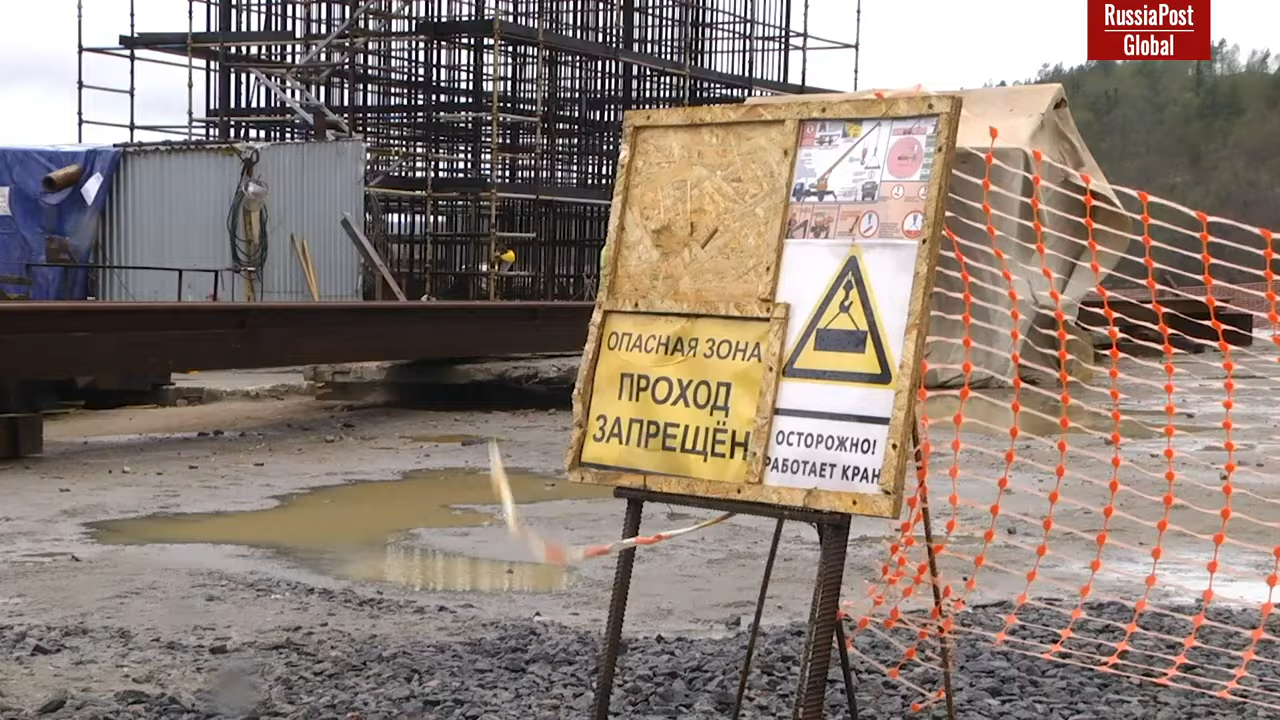 RussiaPost
Global
ОПАСНАЯ ЗОНА
ПРОХОД
ЗАПРЕЩЁН
ОСТОРОЖНО!
РАБОТАЕТ КРАН